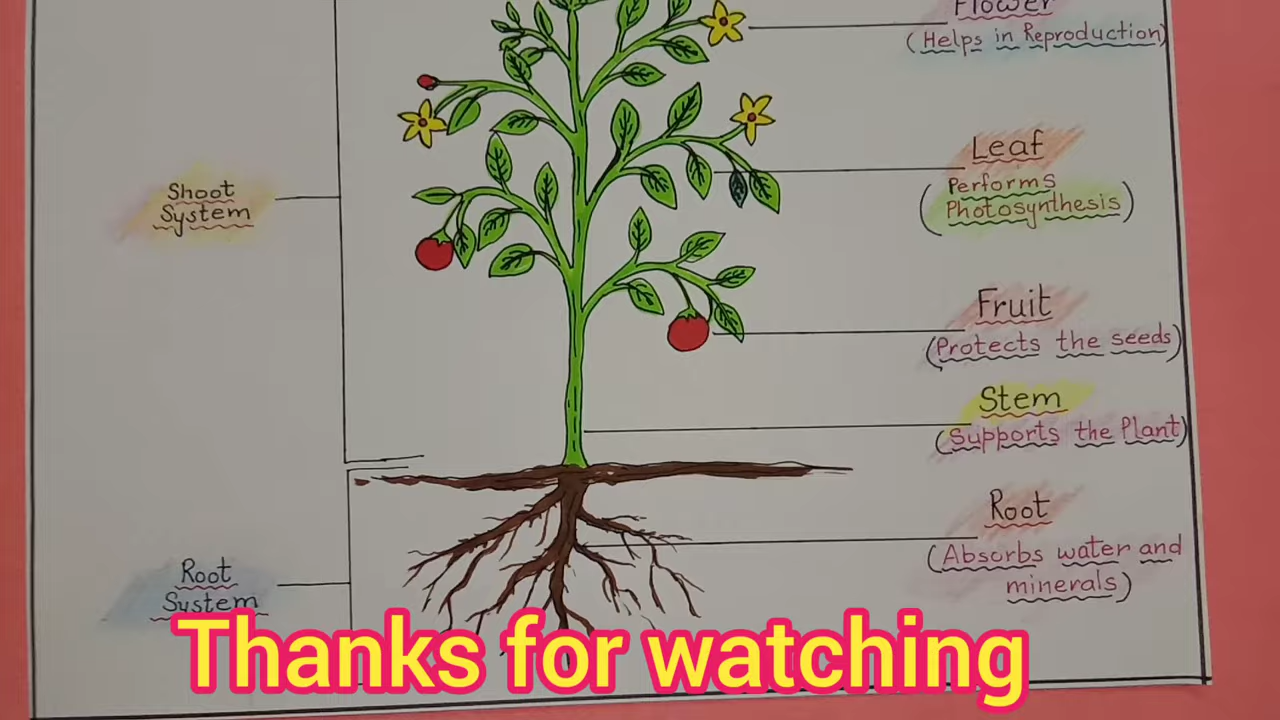 Flower
(Helps in Reproduction)
Leaf
(Performs
Photosynthesis)
Shoot
System
Fruit
(Protects the seeds)
Stem
(Supports the Plant)
Root
(Absorbs water and
minerals)
Root
System
Thanks for watching